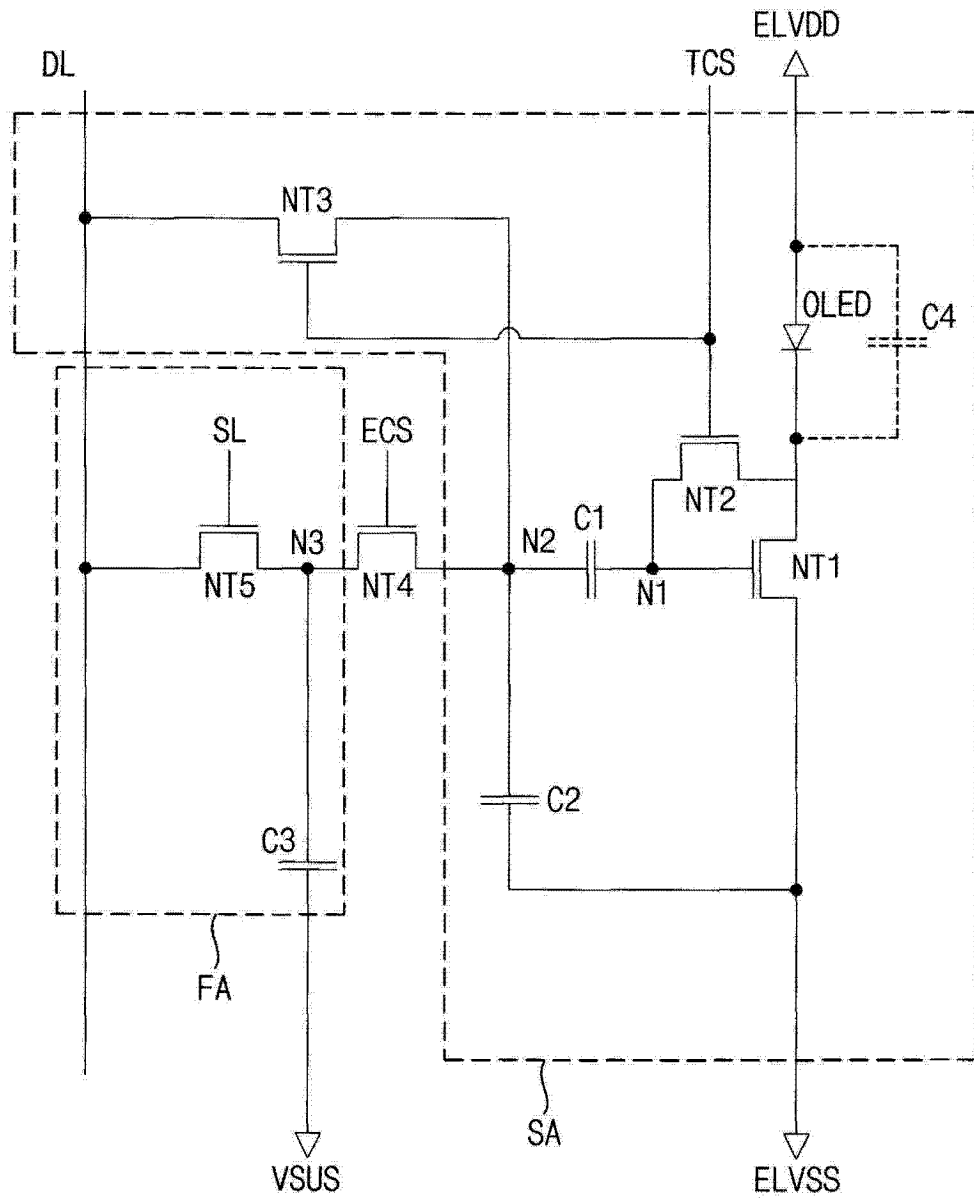 ELVDD
DL
TCS
NT3
OLED
C4
SL
ECS
NT2
C1
N3
N2
NT5
NT4
N1
NT1
C2
C3
FA
SA
VSUS
ELVSS